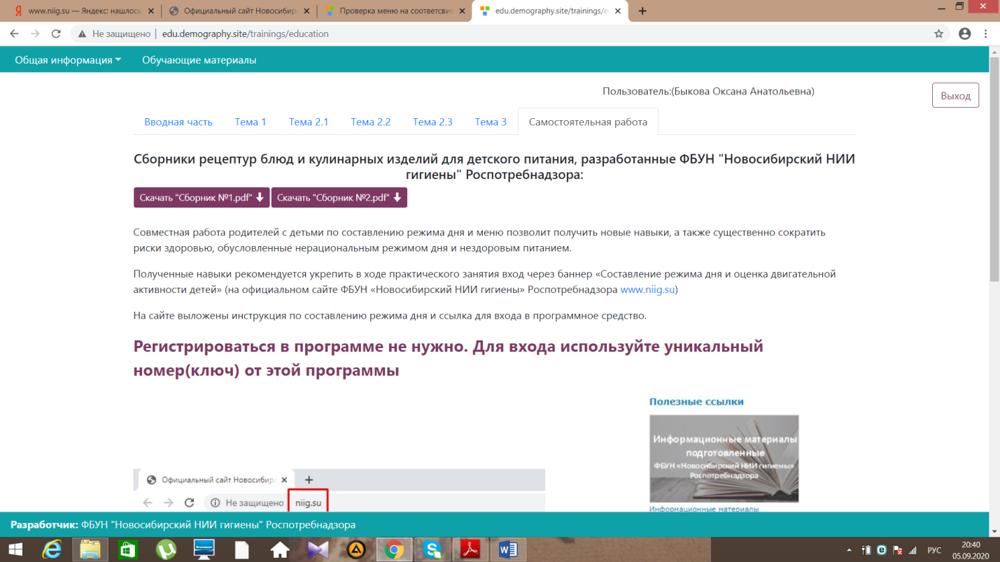 www.niig.su — Яндекс: нашлось
Официальный сайт Новосибир
Проверка меню на соответсвие
edu.demography.site/trainings/e
Не защищено | edu.demography.site/trainings/education
Общая информация
Обучающие материалы
Пользователь:(Быкова Оксана Анатольевна)
Выход
Вводная часть
Тема 1
Тема 2.1
Тема 2.2
Тема 2.3
Тема 3
Самостоятельная работа
Сборники рецептур блюд и кулинарных изделий для детского питания, разработанные ФБУН "Новосибирский НИИ
гигиены" Роспотребнадзора:
Скачать "Сборник №1.pdf"
Скачать "Сборник №2.pdf"
Совместная работа родителей с детьми по составлению режима дня и меню позволит получить новые навыки, а также существенно сократить
риски здоровью, обусловленные нерациональным режимом дня и нездоровым питанием.
Полученные навыки рекомендуется укрепить в ходе практического занятия вход через баннер «Составление режима дня и оценка двигательной
активности детей» (на официальном сайте ФБУН «Новосибирский НИИ гигиены» Роспотребнадзора www.niig.su)
На сайте выложены инструкция по составлению режима дня и ссылка для входа в программное средство.
Регистрироваться в программе не нужно. Для входа используйте уникальный
номер(ключ) от этой программы
Полезные ссылки
Информационные материалы
подготовленные
ФБУН «Новосибирский НИИ гигиены»
Роспотребнадзора
Информационные материалы
Официальный сайт Новосибир
Не защищено
niig.su
Разработчик: ФБУН "Новосибирский НИИ гигиены" Роспотребнадзора
РУС
20:40
05.09.2020